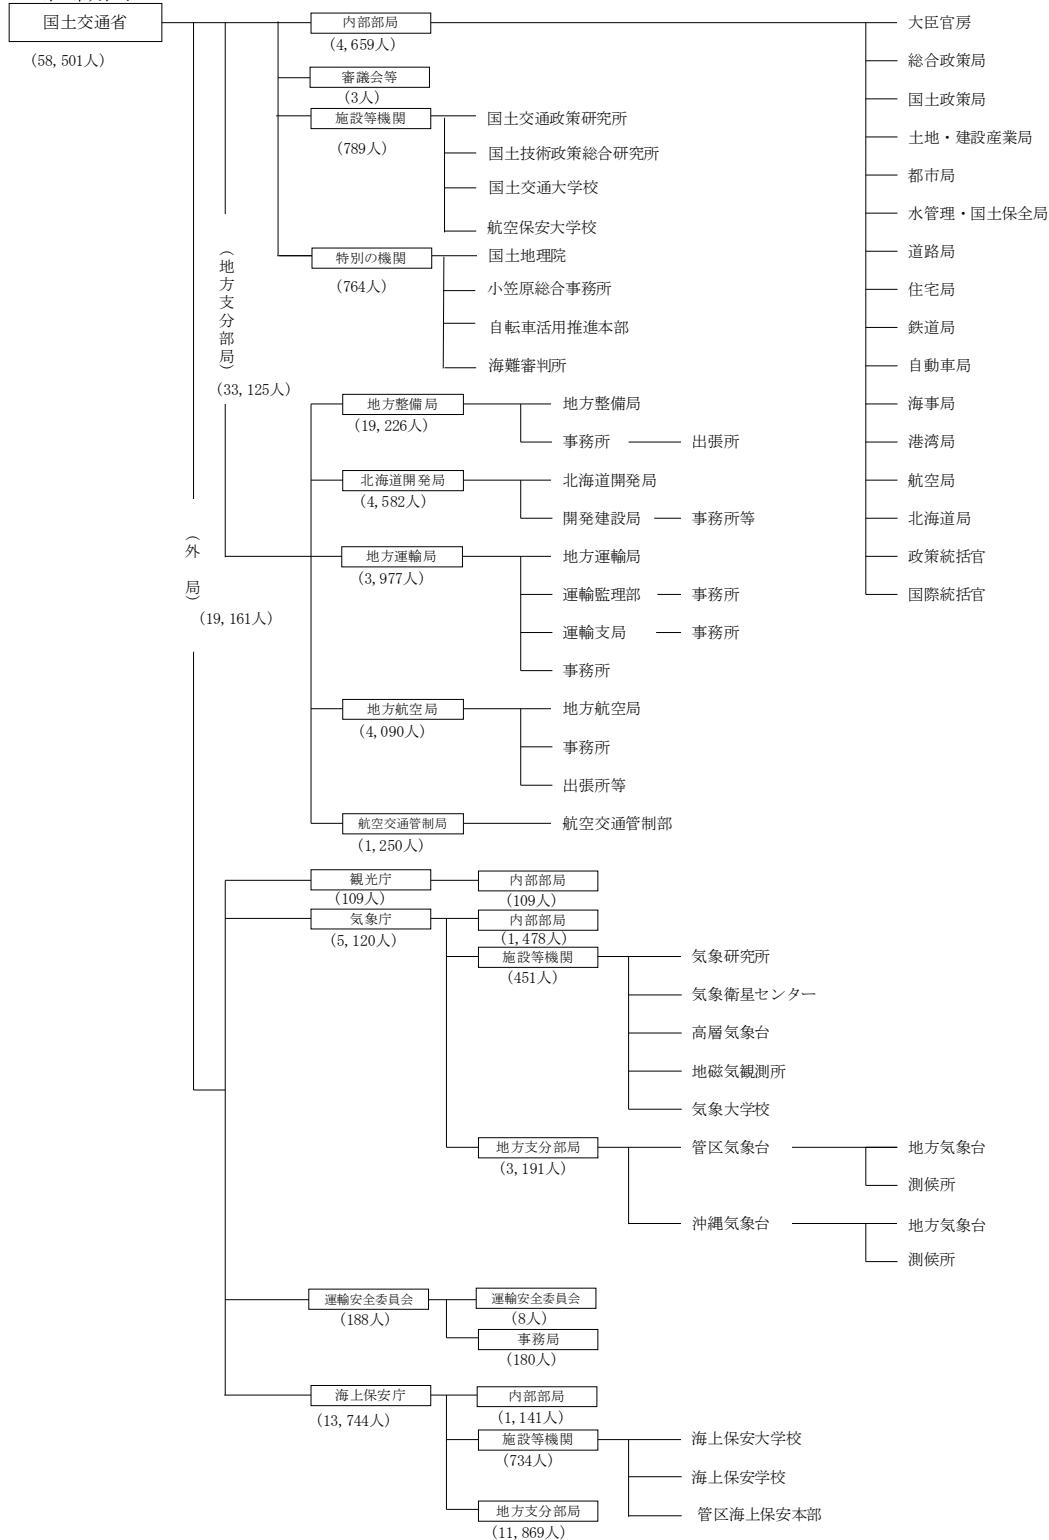 国土交通省
(58,501人)
内部部局
(4,659人)
大臣官房
総合政策局
国土政策局
土地・建設産業局
都市局
水管理・国土保全局
道路局
住宅局
鉄道局
自動車局
海事局
港湾局
航空局
北海道局
政策統括官
国際統括官
審議会等
(3人)
施設等機関
(789人)
国土交通政策研究所
国土技術政策総合研究所
国土交通大学校
航空保安大学校
特別の機関
(764人)
国土地理院
小笠原総合事務所
自転車活用推進本部
海難審判所
(地方支分部局)
(33,125人)
地方整備局
(19,226人)
地方整備局
事務所
出張所
北海道開発局
(4,582人)
北海道開発局
開発建設局
事務所等
地方運輸局
(3,977人)
地方運輸局
運輸監理部
事務所
運輸支局
事務所
事務所
地方航空局
(4,090人)
地方航空局
事務所
出張所等
航空交通管制局
(1,250人)
航空交通管制部
(外 局)
(19,161人)
観光庁
(109人)
内部部局
(109人)
気象庁
(5,120人)
内部部局
(1,478人)
施設等機関
(451人)
気象研究所
気象衛星センター
高層気象台
地磁気観測所
気象大学校
地方支分部局
(3,191人)
管区気象台
地方気象台
測候所
沖縄気象台
地方気象台
測候所
運輸安全委員会
(188人)
運輸安全委員会
(8人)
事務局
(180人)
海上保安庁
(13,744人)
内部部局
(1,141人)
施設等機関
(734人)
海上保安大学校
海上保安学校
管区海上保安本部
地方支分部局
(11,869人)